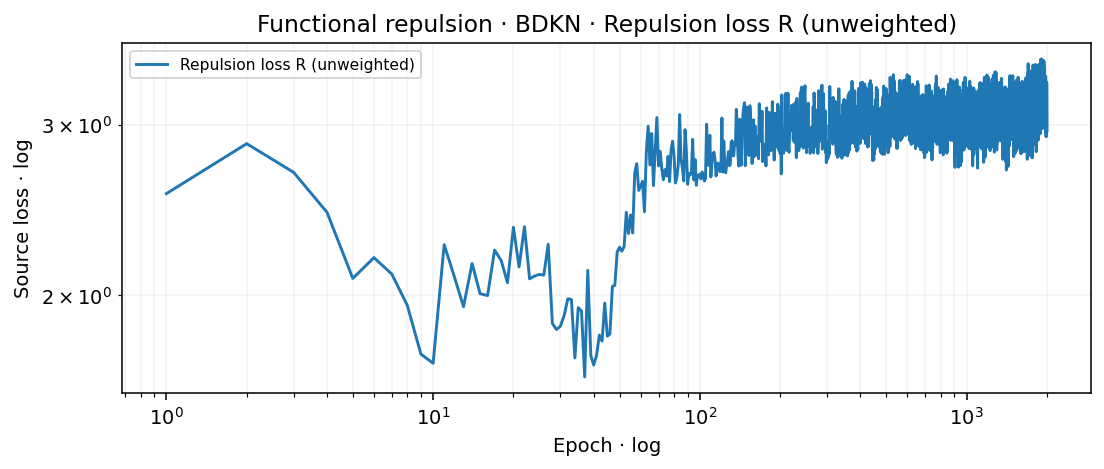 Functional repulsion · BDKN · Repulsion loss R (unweighted)
Repulsion loss R (unweighted)
Source loss · log
3 × 10⁰
2 × 10⁰
10⁰ 10¹ 10² 10³
Epoch · log